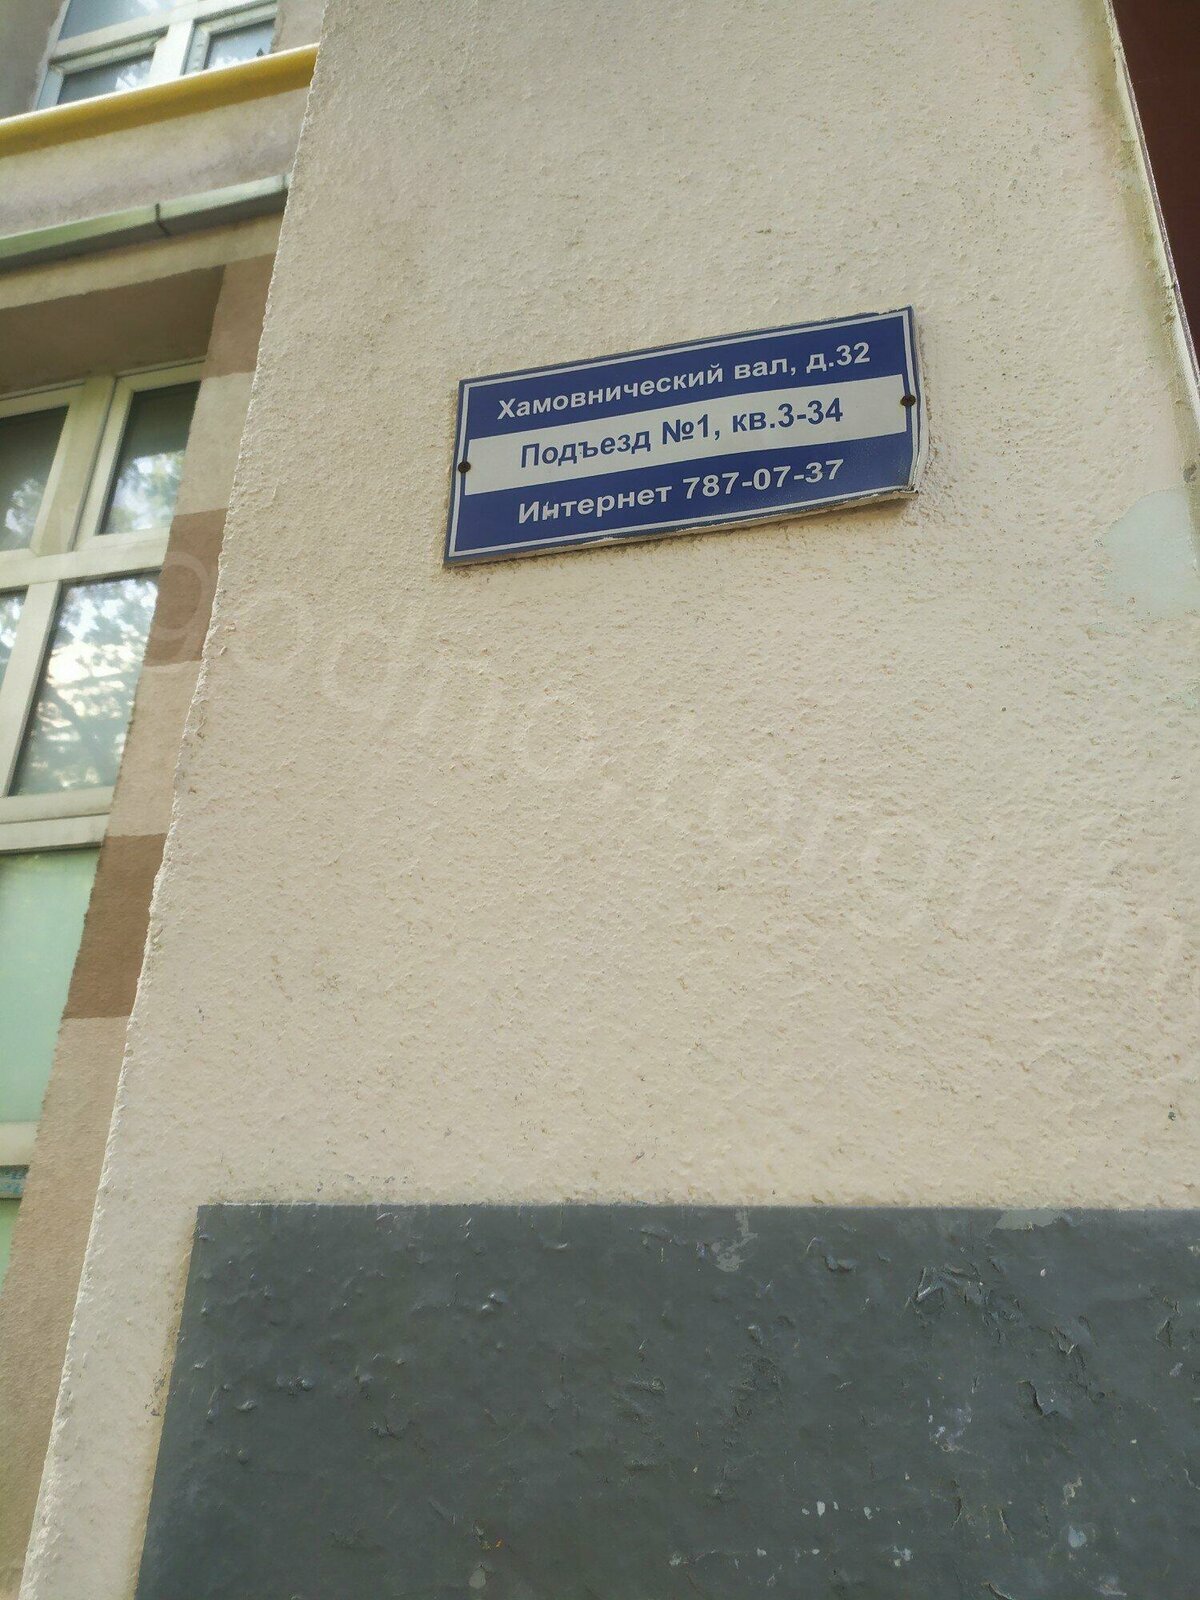 Хамовнический вал, д.32
Подъезд №1, кв.3-34
Интернет 787-07-37